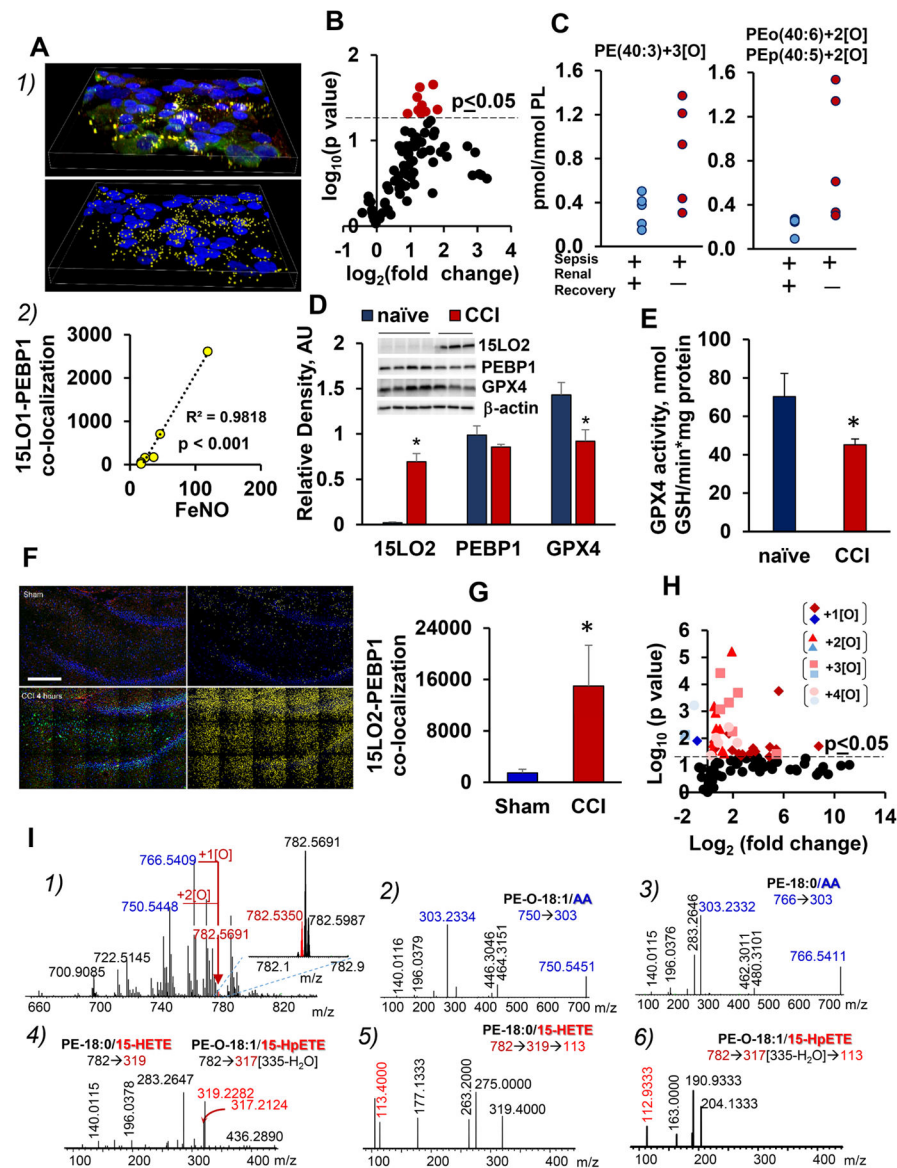 A
1)
2)
15LO1-PEBP1
co-localization
3000
2000
1000
0
0
100
200
R² = 0.9818
p < 0.001
FeNO
B
log₁₀(p value)
2
1
0
p≤0.05
-1 0 1 2 3 4
log₂(fold change)
C
PE(40:3)+3[O]
PEo(40:6)+2[O]
PEp(40:5)+2[O]
pmol/nmol PL
1.6
1.2
0.8
0.4
0.0
1.6
1.2
0.8
0.4
0.0
Sepsis
Renal
Recovery
+ +
+ —
+ +
+ —
D
naïve CCI
Relative Density, AU
2
1.5
1
0.5
0
15LO2
PEBP1
GPX4
β-actin
* *
15LO2 PEBP1 GPX4
E
GPX4 activity, nmol
GSH/min*mg protein
100
80
60
40
20
0
*
naïve CCI
F
Sham
CCI 4 hours
G
15LO2-PEBP1
co-localization
24000
16000
8000
0
*
Sham CCI
H
Log₁₀ (p value)
6
5
4
3
2
1
0
+1[O]
+2[O]
+3[O]
+4[O]
p≤0.05
-2 2 6 10 14
Log₂ (fold change)
I
1)
766.5409
+1[O]
750.5448
+2[O]
782.5691
722.5145
700.9085
782.5691
782.5350
782.5987
782.1 782.9
m/z
660 700 740 780 820 m/z
2)
PE-O-18:1/AA
750→303
303.2334
140.0116
196.0379
446.3046
464.3151
750.5451
100 200 300 400 500 600 700 m/z
3)
PE-18:0/AA
766→303
303.2332
283.2646
140.0115
196.0376
462.3011
480.3101
766.5411
100 200 300 400 500 600 700 m/z
4)
PE-18:0/15-HETE
782→319
PE-O-18:1/15-HpETE
782→317[335-H₂O]
283.2647
319.2282
317.2124
140.0115
196.0378
436.2890
100 200 300 400 m/z
5)
PE-18:0/15-HETE
782→319→113
113.4000
177.1333
263.2000
275.0000
319.4000
100 200 300 400 m/z
6)
PE-O-18:1/15-HpETE
782→317[335-H₂O]→113
112.9333
163.0000
190.9333
204.1333
100 200 300 400 m/z